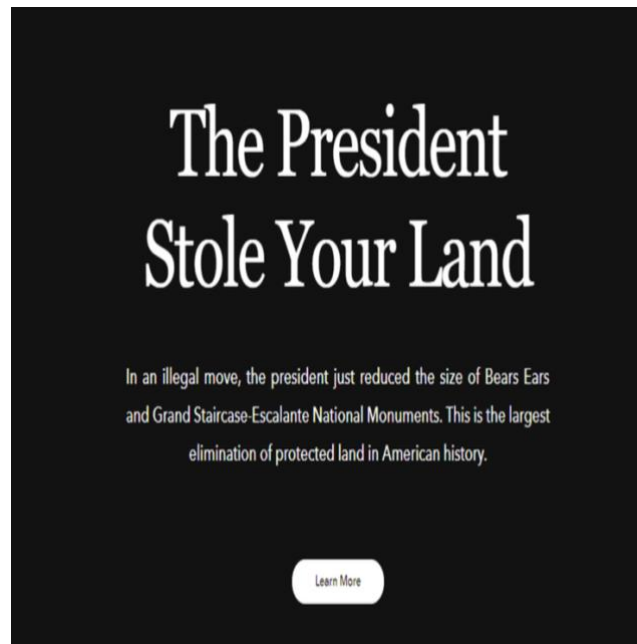 The President
Stole Your Land
In an illegal move, the president just reduced the size of Bears Ears
and Grand Staircase-Escalante National Monuments. This is the largest
elimination of protected land in American history.
Learn More